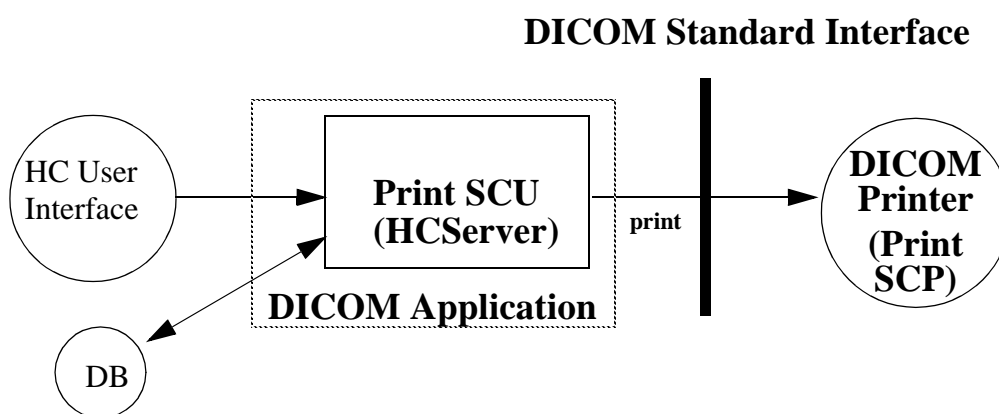 DICOM Standard Interface
HC User
Interface
Print SCU
(HCServer)
print
DICOM
Printer
(Print
SCP)
DICOM Application
DB